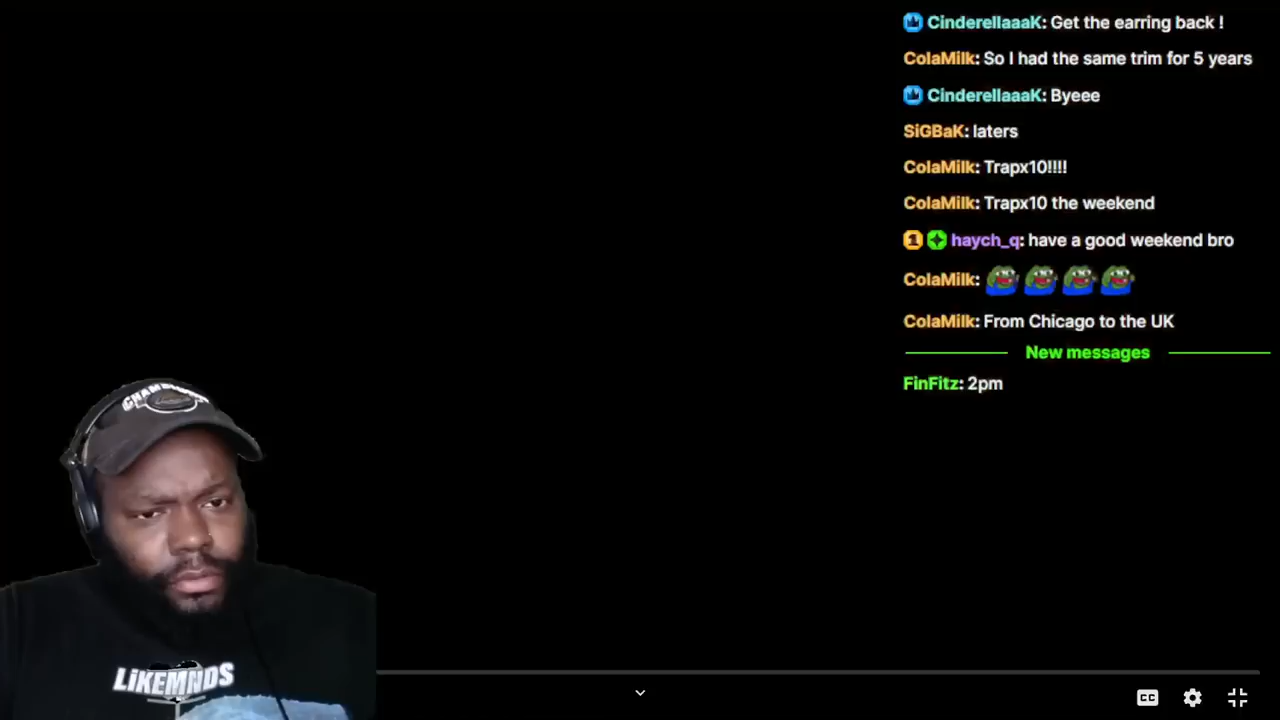 CinderellaaaK: Get the earring back !
ColaMilk: So I had the same trim for 5 years
CinderellaaaK: Byeee
SiGBaK: laters
ColaMilk: Trapx10!!!!
ColaMilk: Trapx10 the weekend
1 haych_q: have a good weekend bro
ColaMilk:
ColaMilk: From Chicago to the UK
New messages
FinFitz: 2pm
LiKEMNDS
CC